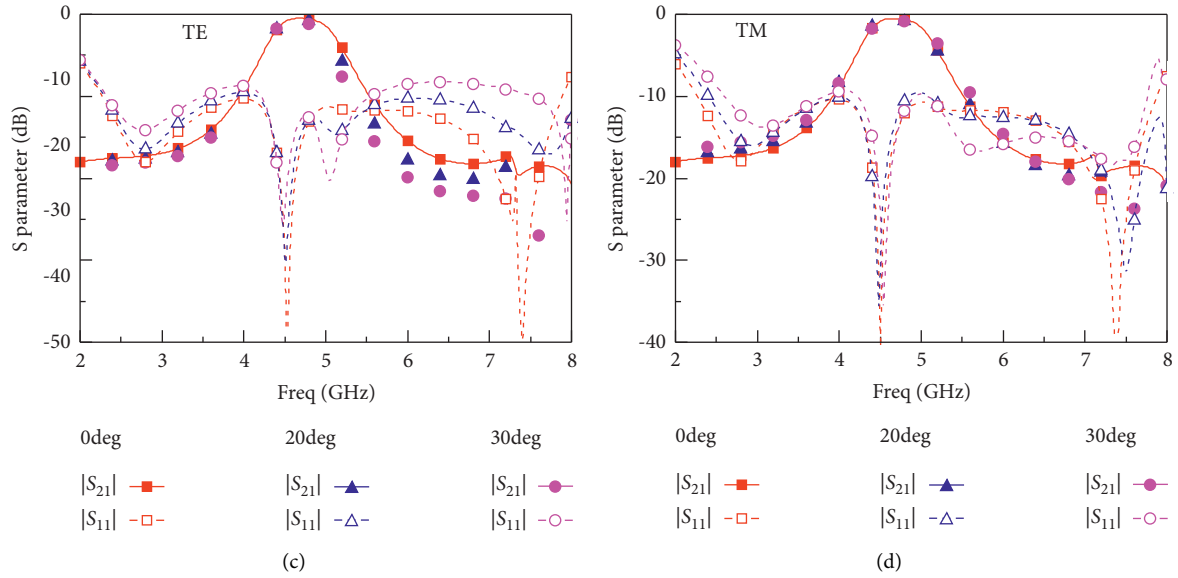 TE
0
-10
-20
-30
-40
-50
S parameter (dB)
2 3 4 5 6 7 8
Freq (GHz)
0deg 20deg 30deg
|S21| |S21| |S21|
|S11| |S11| |S11|
(c)
TM
0
-10
-20
-30
-40
S parameter (dB)
2 3 4 5 6 7 8
Freq (GHz)
0deg 20deg 30deg
|S21| |S21| |S21|
|S11| |S11| |S11|
(d)